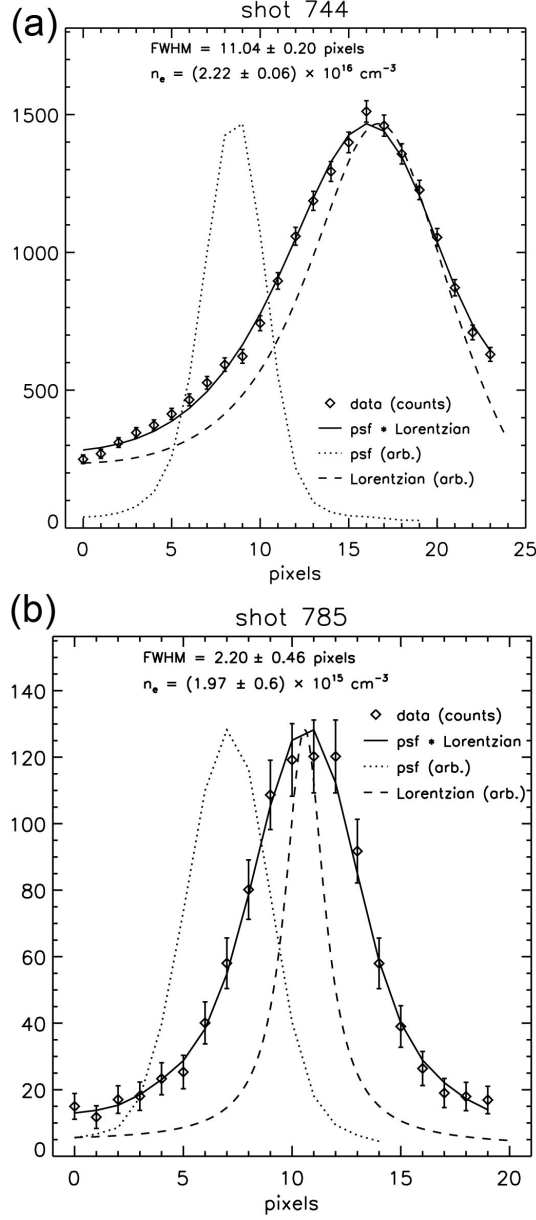 (a)
shot 744
FWHM = 11.04 ± 0.20 pixels
nₑ = (2.22 ± 0.06) × 10¹⁶ cm⁻³
1500
1000
500
0
data (counts)
psf * Lorentzian
psf (arb.)
Lorentzian (arb.)
0 5 10 15 20 25
pixels
(b)
shot 785
FWHM = 2.20 ± 0.46 pixels
nₑ = (1.97 ± 0.6) × 10¹⁵ cm⁻³
140
120
100
80
60
40
20
0
data (counts)
psf * Lorentzian
psf (arb.)
Lorentzian (arb.)
0 5 10 15 20
pixels